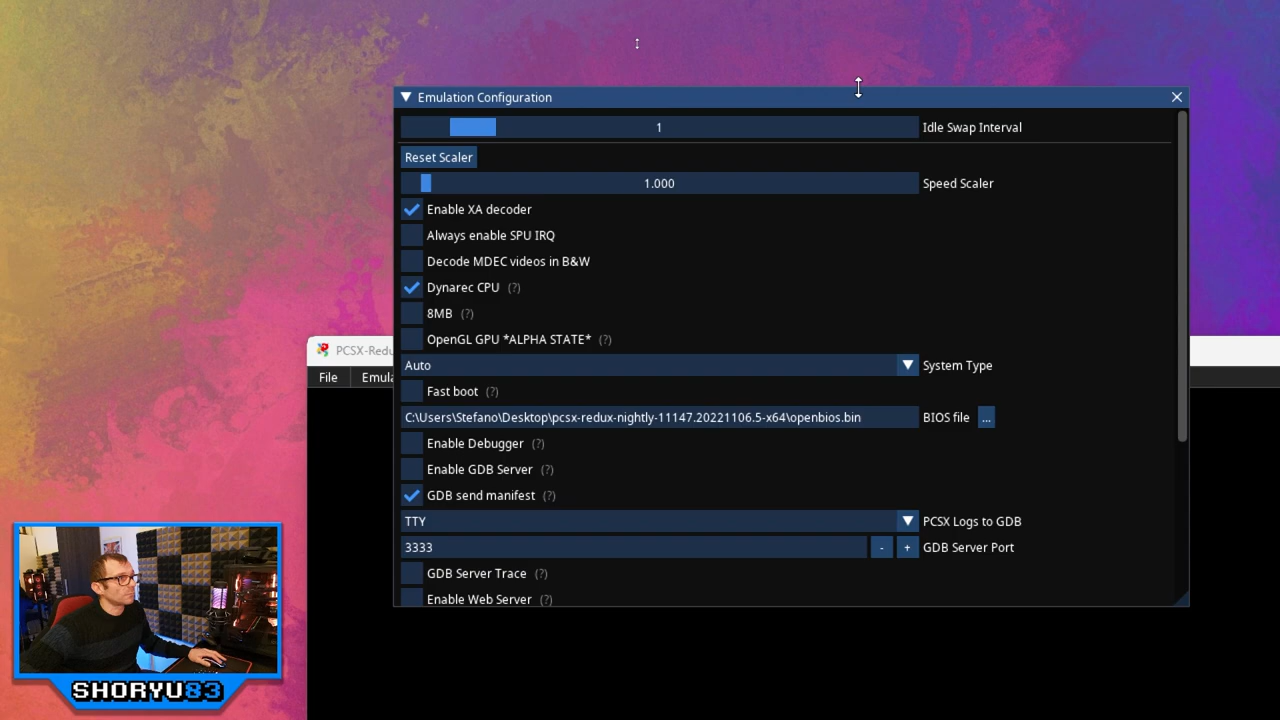 Emulation Configuration
1 Idle Swap Interval
Reset Scaler
1.000 Speed Scaler
Enable XA decoder
Always enable SPU IRQ
Decode MDEC videos in B&W
Dynarec CPU (?)
8MB (?)
OpenGL GPU *ALPHA STATE* (?)
PCSX-Redu
Auto System Type
File Emula
Fast boot (?)
C:\Users\Stefano\Desktop\pcsx-redux-nightly-11147.20221106.5-x64\openbios.bin BIOS file ...
Enable Debugger (?)
Enable GDB Server (?)
GDB send manifest (?)
TTY PCSX Logs to GDB
3333 - + GDB Server Port
GDB Server Trace (?)
Enable Web Server (?)
SHORYU83